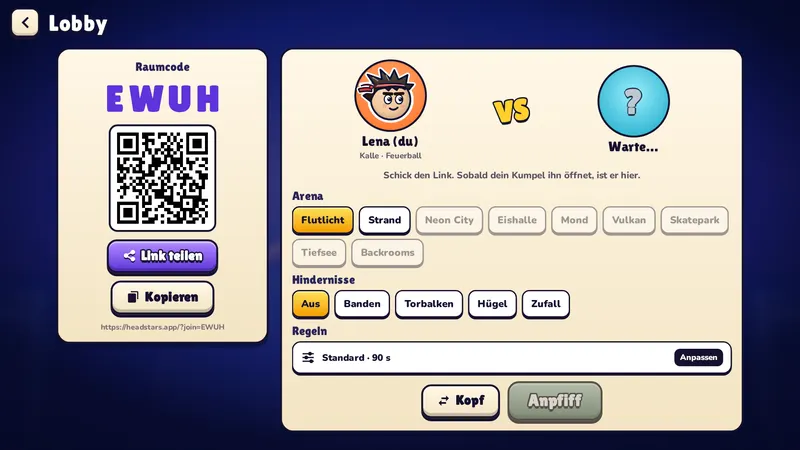 Lobby
Raumcode
EWUH
Link teilen
Kopieren
https://headstars.app/?join=EWUH
VS
?
Lena (du)
Kalle · Feuerball
Warte...
Schick den Link. Sobald dein Kumpel ihn öffnet, ist er hier.
Arena
Flutlicht Strand Neon City Eishalle Mond Vulkan Skatepark
Tiefsee Backrooms
Hindernisse
Aus Banden Torbalken Hügel Zufall
Regeln
Standard · 90 s Anpassen
Kopf Anpfiff